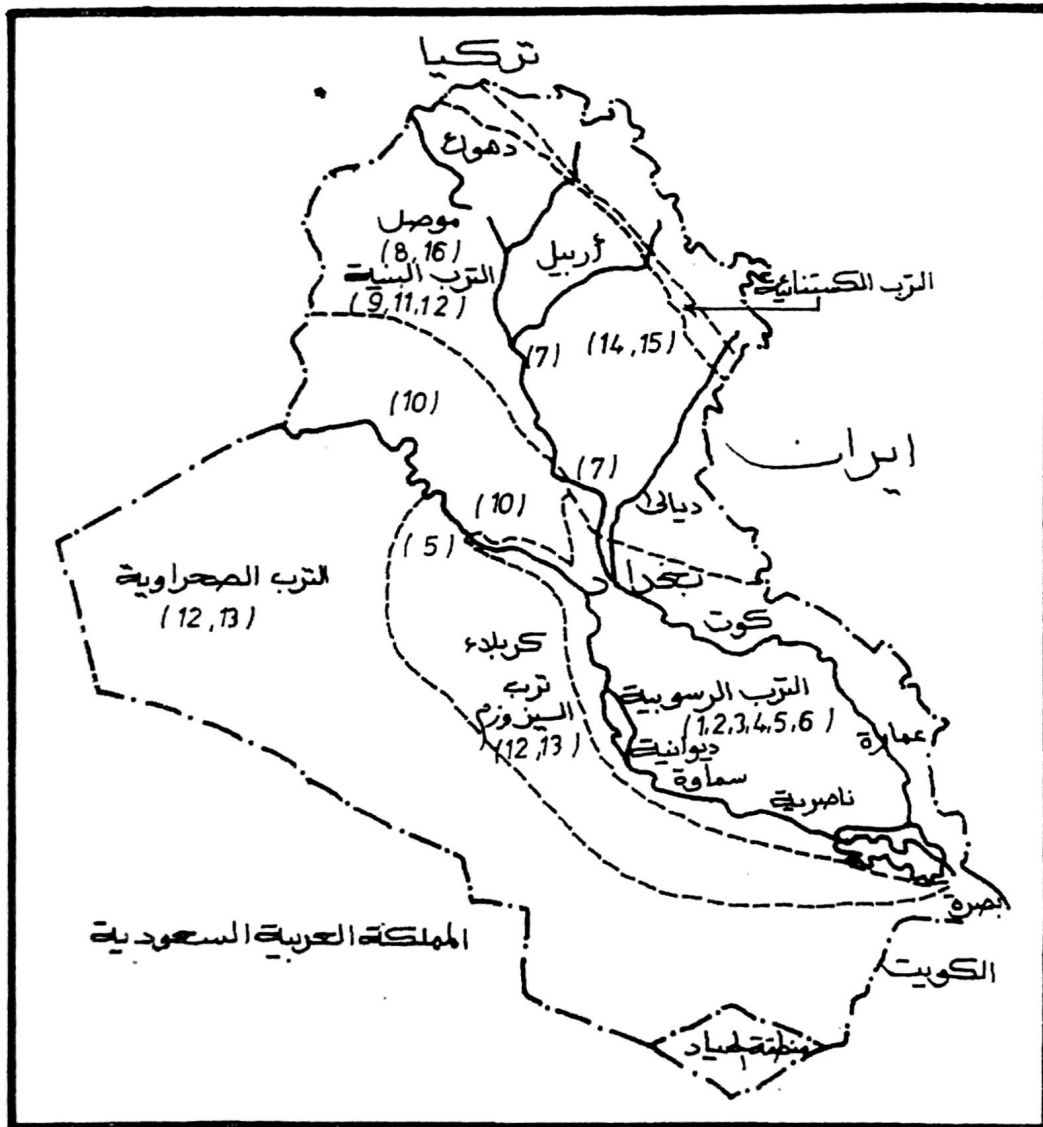 تركيا
دهوك
موصل
(8,16)
أربيل
الترب البنية
(9,11,12)
الترب الكستنائية
(7)
(14,15)
(10)
ايران
(7)
ديالى
(10)
(5)
الترب الصحراوية
(12,13)
بغداد
كوت
كربلاء
ترب
السيروزم
(12,13)
الترب الرسوبية
(1,2,3,4,5,6)
ديوانية
عمارة
سماوة
ناصرية
بصرة
المملكة العربية السعودية
الكويت
منطقة الحياد